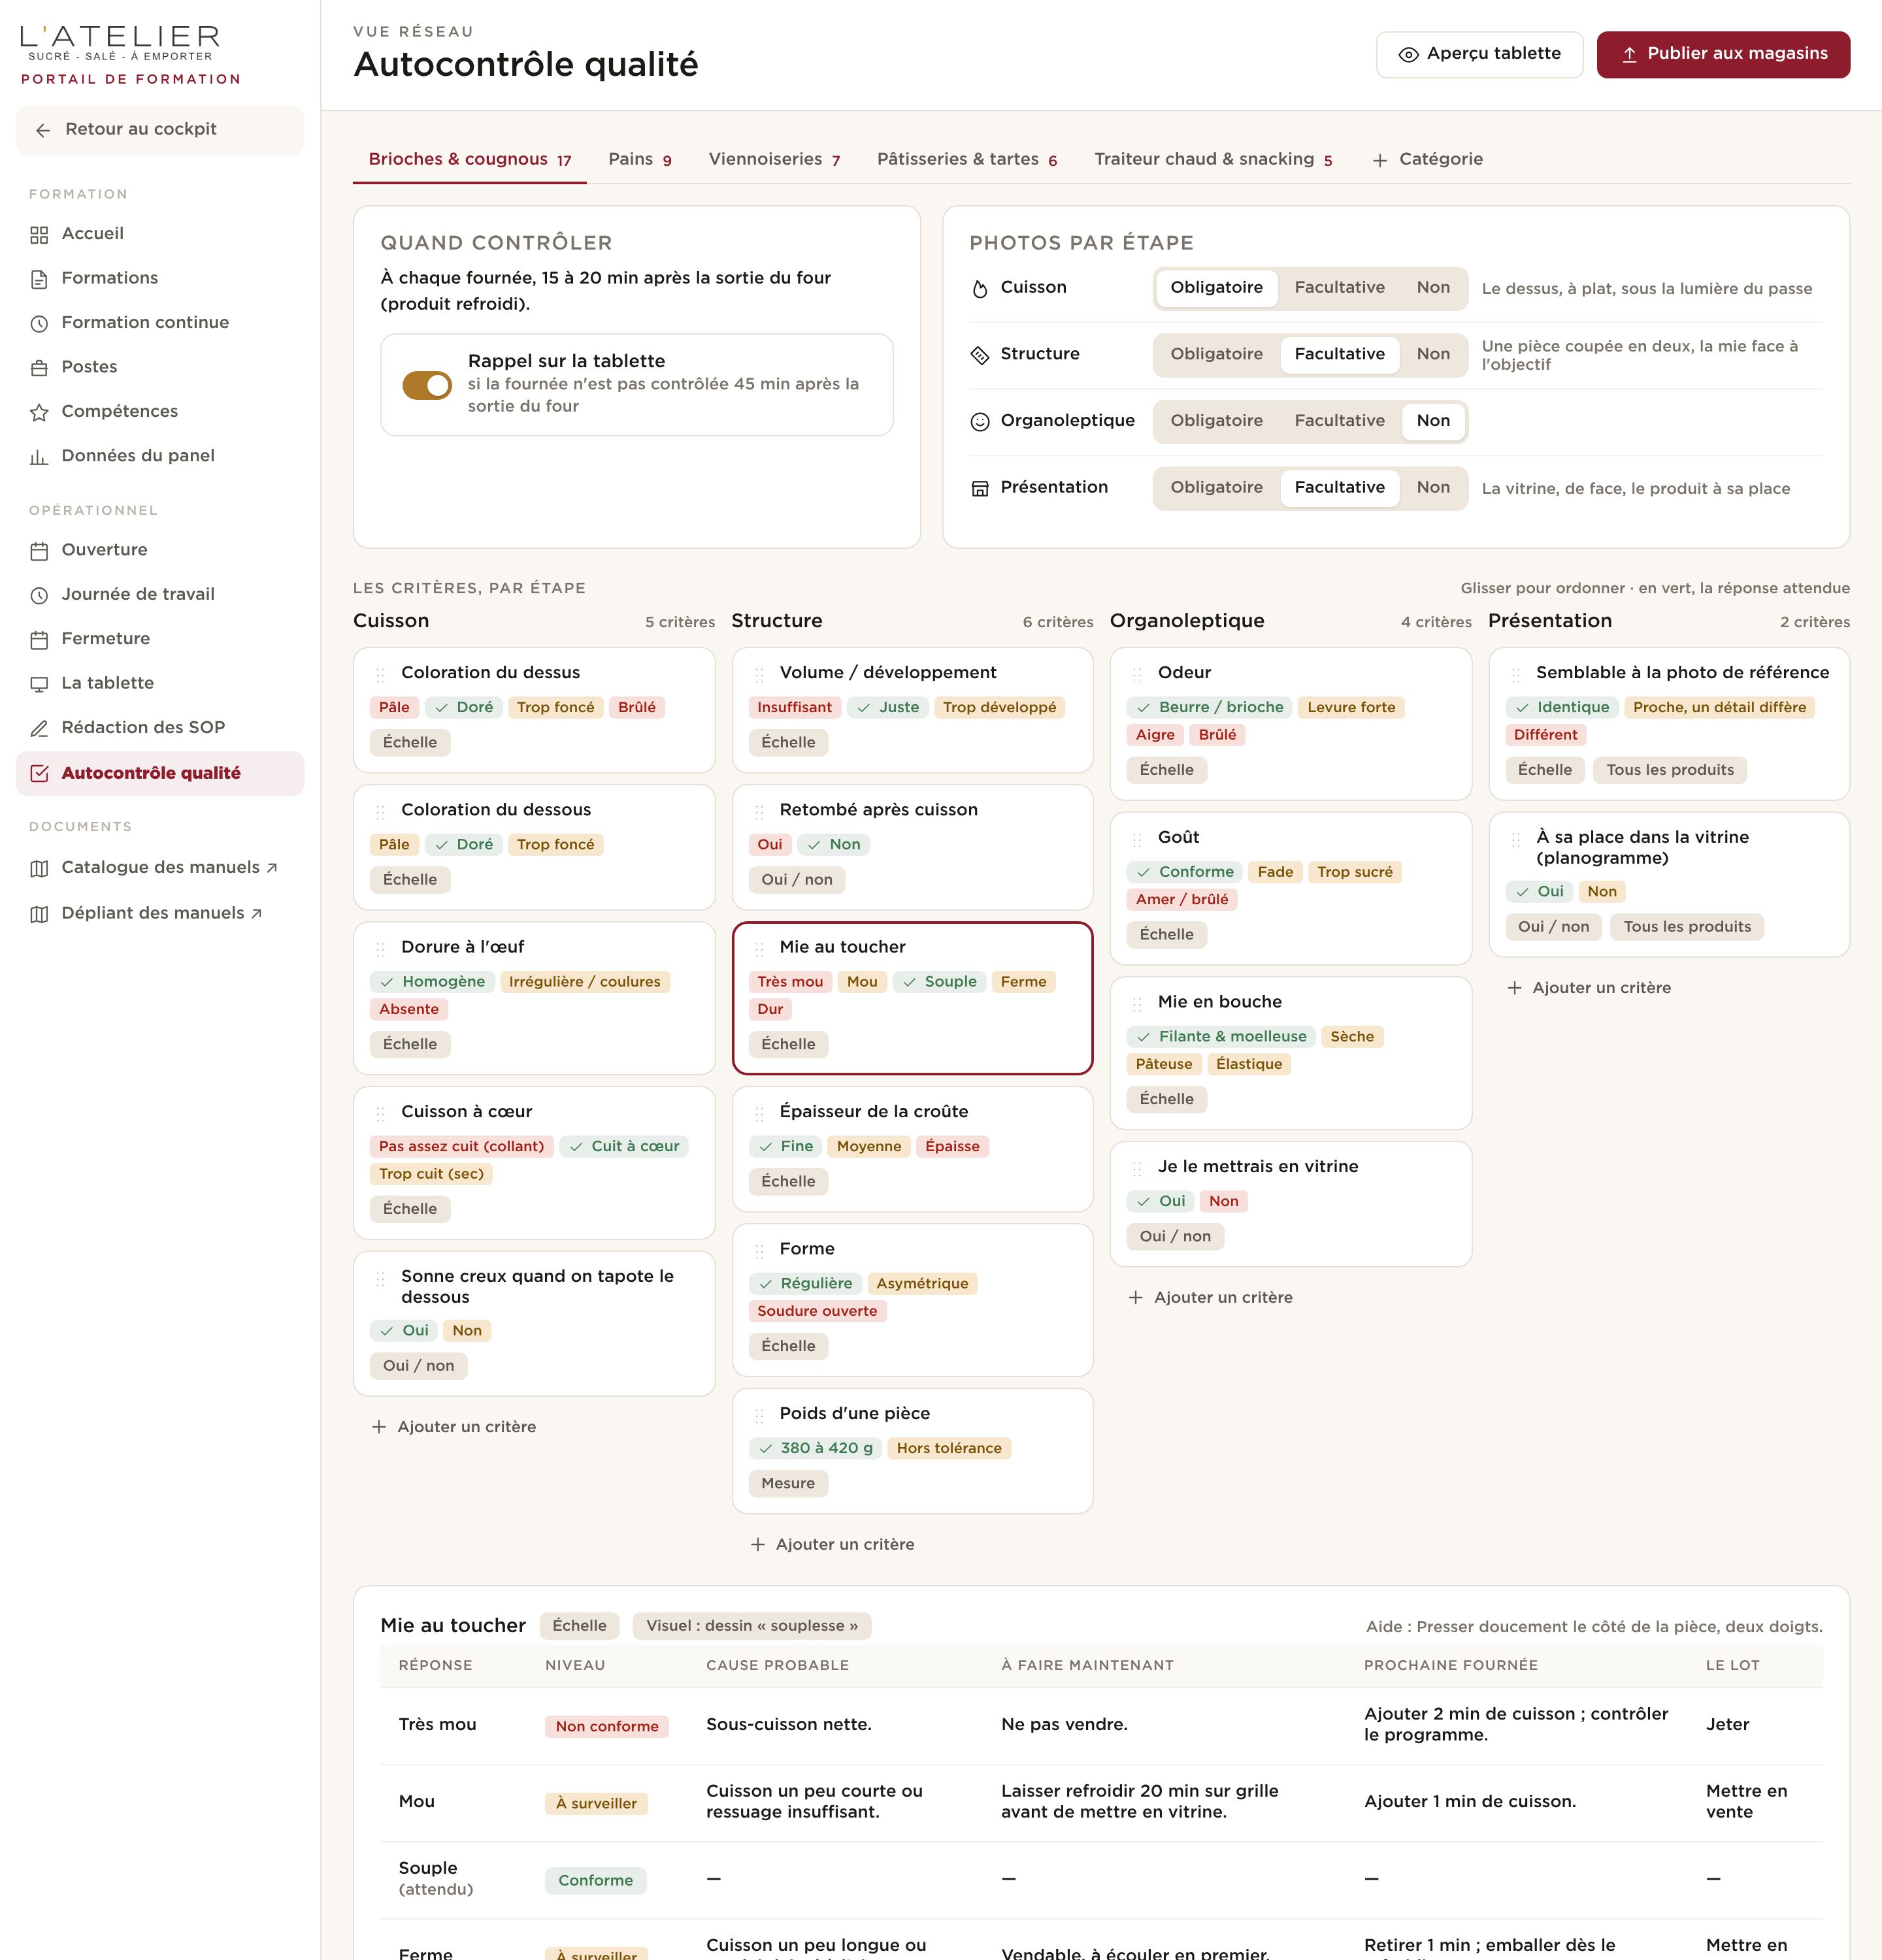 L'ATELIER
SUCRÉ - SALÉ - À EMPORTER
PORTAIL DE FORMATION
Retour au cockpit
FORMATION
Accueil
Formations
Formation continue
Postes
Compétences
Données du panel
OPÉRATIONNEL
Ouverture
Journée de travail
Fermeture
La tablette
Rédaction des SOP
Autocontrôle qualité
DOCUMENTS
Catalogue des manuels ↗
Dépliant des manuels ↗
VUE RÉSEAU
Autocontrôle qualité
Aperçu tablette
Publier aux magasins
Brioches & cougnous 17 Pains 9 Viennoiseries 7 Pâtisseries & tartes 6 Traiteur chaud & snacking 5 + Catégorie
QUAND CONTRÔLER
À chaque fournée, 15 à 20 min après la sortie du four
(produit refroidi).
Rappel sur la tablette
si la fournée n'est pas contrôlée 45 min après la
sortie du four
PHOTOS PAR ÉTAPE
Cuisson Obligatoire Facultative Non Le dessus, à plat, sous la lumière du passe
Structure Obligatoire Facultative Non Une pièce coupée en deux, la mie face à
l'objectif
Organoleptique Obligatoire Facultative Non
Présentation Obligatoire Facultative Non La vitrine, de face, le produit à sa place
LES CRITÈRES, PAR ÉTAPE
Glisser pour ordonner · en vert, la réponse attendue
Cuisson 5 critères
Coloration du dessus
Pâle ✓ Doré Trop foncé Brûlé
Échelle
Coloration du dessous
Pâle ✓ Doré Trop foncé
Échelle
Dorure à l'œuf
✓ Homogène Irrégulière / coulures
Absente
Échelle
Cuisson à cœur
Pas assez cuit (collant) ✓ Cuit à cœur
Trop cuit (sec)
Échelle
Sonne creux quand on tapote le
dessous
✓ Oui Non
Oui / non
+ Ajouter un critère
Structure 6 critères
Volume / développement
Insuffisant ✓ Juste Trop développé
Échelle
Retombé après cuisson
Oui ✓ Non
Oui / non
Mie au toucher
Très mou Mou ✓ Souple Ferme
Dur
Échelle
Épaisseur de la croûte
✓ Fine Moyenne Épaisse
Échelle
Forme
✓ Régulière Asymétrique
Soudure ouverte
Échelle
Poids d'une pièce
✓ 380 à 420 g Hors tolérance
Mesure
+ Ajouter un critère
Organoleptique 4 critères
Odeur
✓ Beurre / brioche Levure forte
Aigre Brûlé
Échelle
Goût
✓ Conforme Fade Trop sucré
Amer / brûlé
Échelle
Mie en bouche
✓ Filante & moelleuse Sèche
Pâteuse Élastique
Échelle
Je le mettrais en vitrine
✓ Oui Non
Oui / non
+ Ajouter un critère
Présentation 2 critères
Semblable à la photo de référence
✓ Identique Proche, un détail diffère
Différent
Échelle Tous les produits
À sa place dans la vitrine
(planogramme)
✓ Oui Non
Oui / non Tous les produits
+ Ajouter un critère
Mie au toucher Échelle Visuel : dessin « souplesse »
Aide : Presser doucement le côté de la pièce, deux doigts.
RÉPONSE NIVEAU CAUSE PROBABLE À FAIRE MAINTENANT PROCHAINE FOURNÉE LE LOT
Très mou Non conforme Sous-cuisson nette. Ne pas vendre. Ajouter 2 min de cuisson ; contrôler
le programme. Jeter
Mou À surveiller Cuisson un peu courte ou
ressuage insuffisant. Laisser refroidir 20 min sur grille
avant de mettre en vitrine. Ajouter 1 min de cuisson. Mettre en
vente
Souple
(attendu) Conforme — — — —
Ferme À surveiller Cuisson un peu longue ou
Vendable, à écouler en premier. Retirer 1 min ; emballer dès le
Mettre en